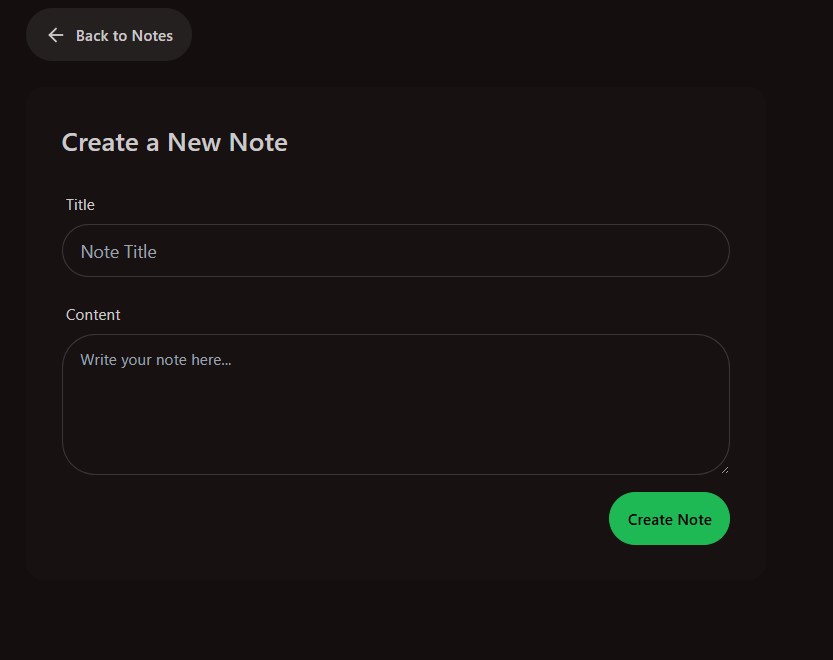 Back to Notes
Create a New Note
Title
Note Title
Content
Write your note here...
Create Note